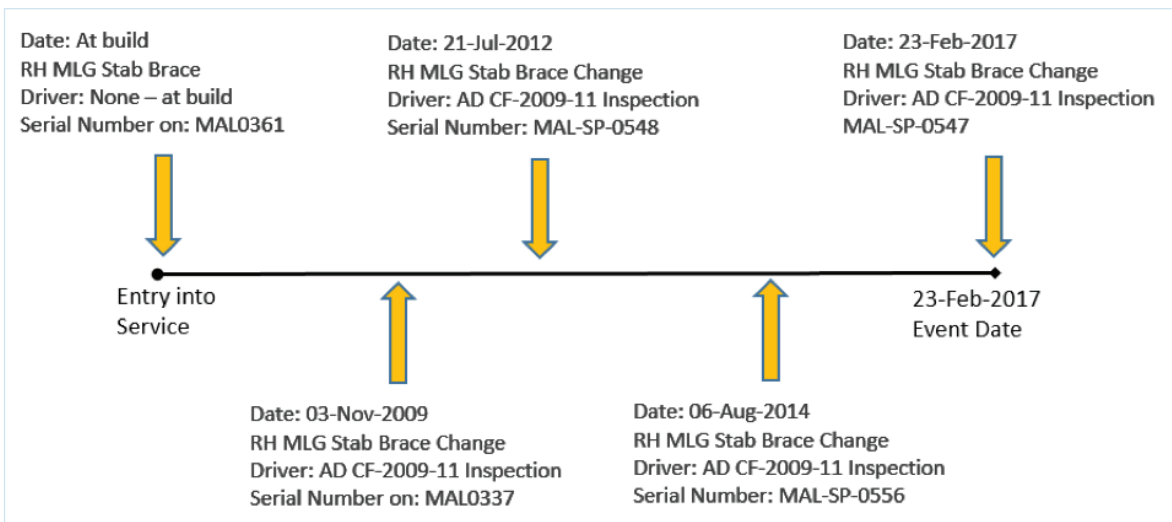 Date: At build
RH MLG Stab Brace
Driver: None – at build
Serial Number on: MAL0361
Date: 21-Jul-2012
RH MLG Stab Brace Change
Driver: AD CF-2009-11 Inspection
Serial Number: MAL-SP-0548
Date: 23-Feb-2017
RH MLG Stab Brace Change
Driver: AD CF-2009-11 Inspection
MAL-SP-0547
Entry into
Service
23-Feb-2017
Event Date
Date: 03-Nov-2009
RH MLG Stab Brace Change
Driver: AD CF-2009-11 Inspection
Serial Number on: MAL0337
Date: 06-Aug-2014
RH MLG Stab Brace Change
Driver: AD CF-2009-11 Inspection
Serial Number: MAL-SP-0556